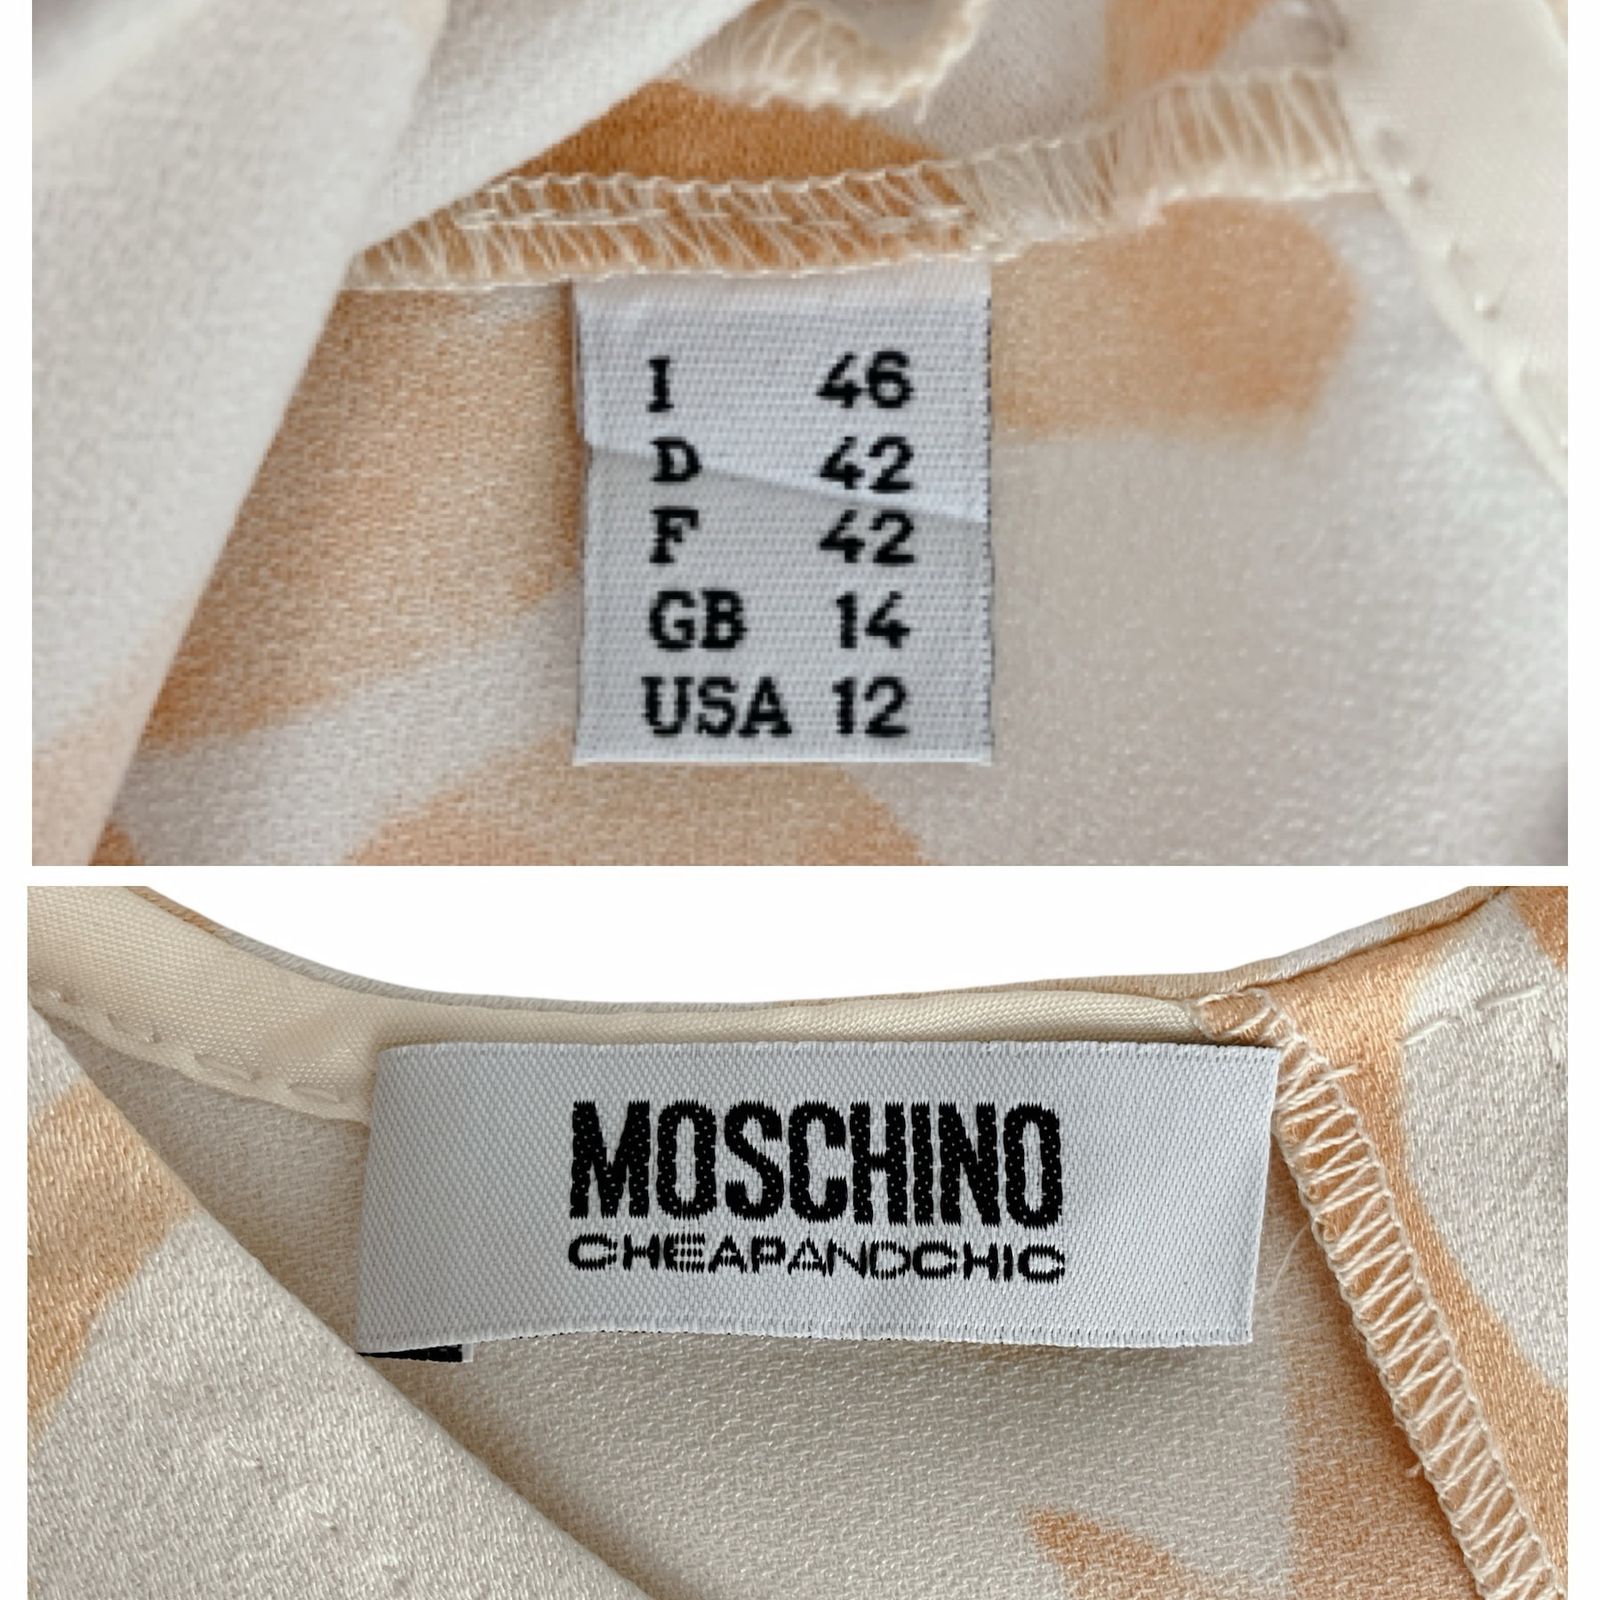 I 46
D 42
F 42
GB 14
USA 12
MOSCHINO
CHEAPANDCHIC